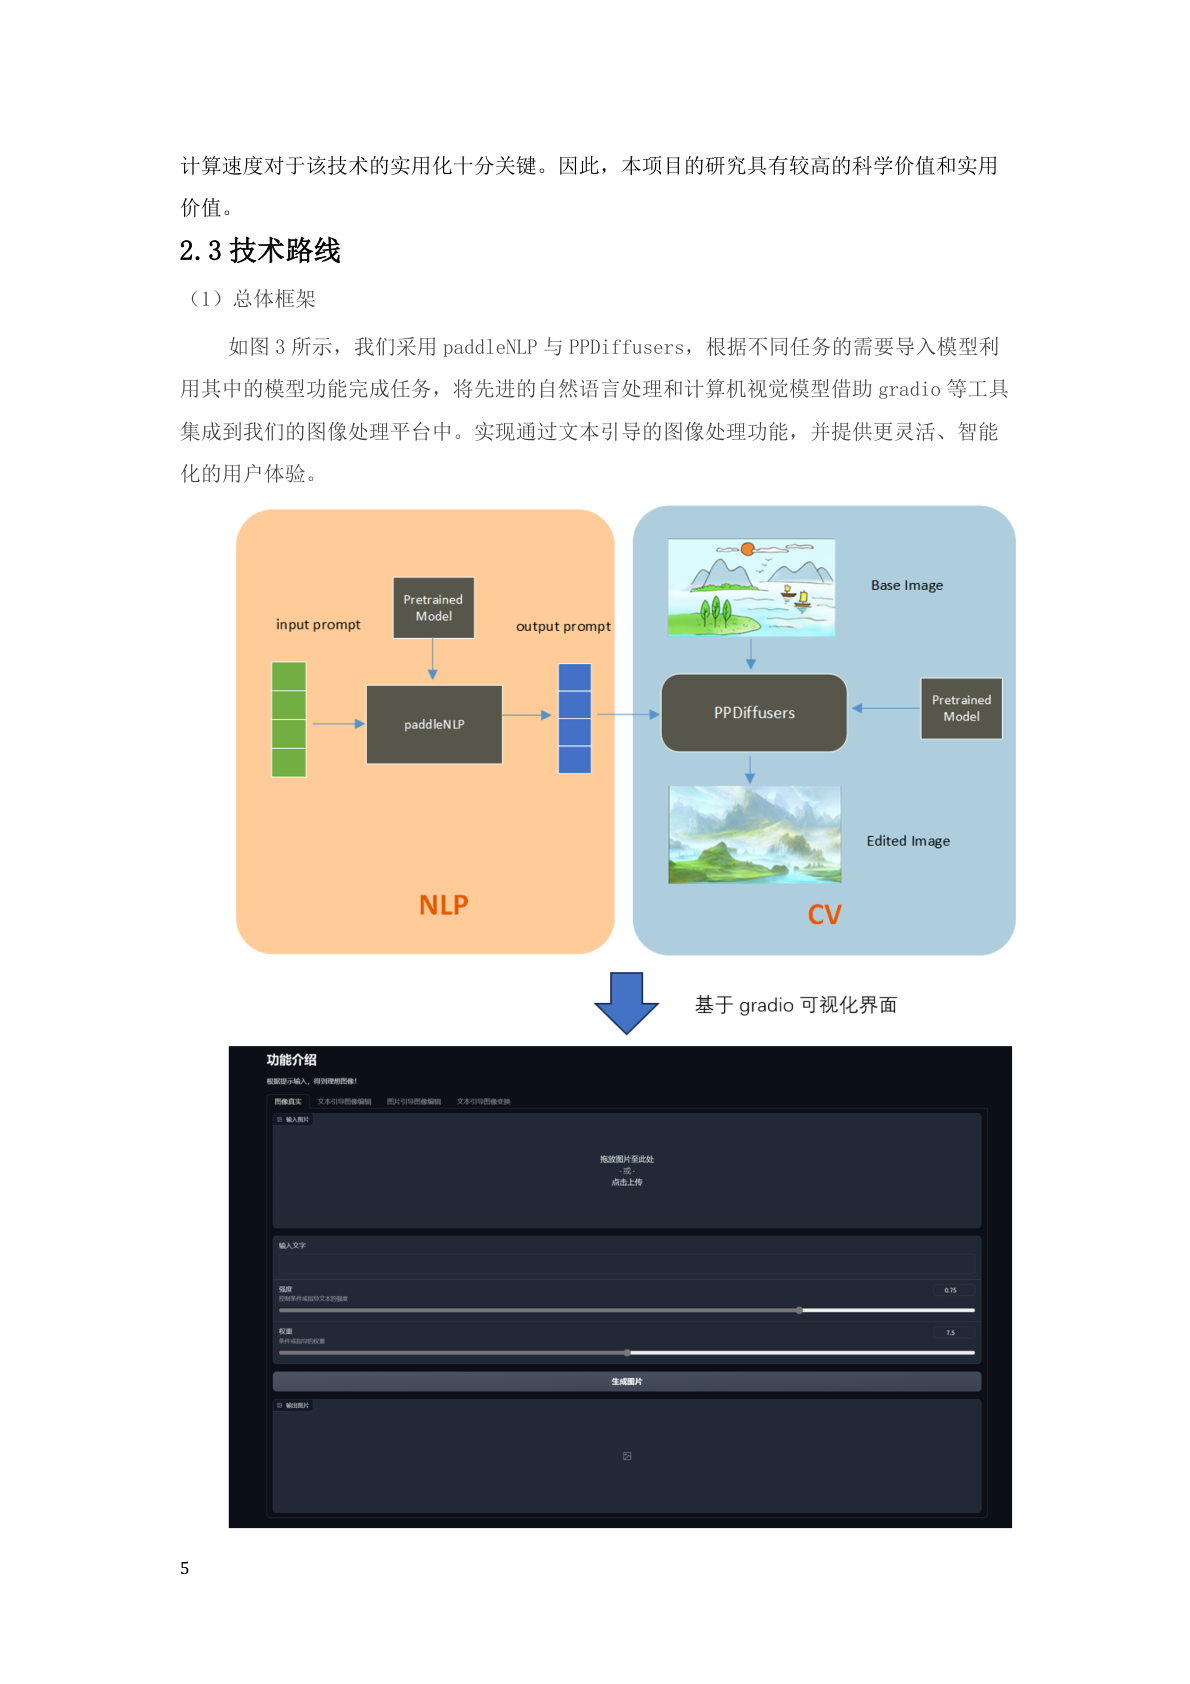 计算速度对于该技术的实用化十分关键。因此，本项目的研究具有较高的科学价值和实用
价值。
2.3 技术路线
（1）总体框架
如图 3 所示，我们采用 paddleNLP 与 PPDiffusers，根据不同任务的需要导入模型利
用其中的模型功能完成任务，将先进的自然语言处理和计算机视觉模型借助 gradio 等工具
集成到我们的图像处理平台中。实现通过文本引导的图像处理功能，并提供更灵活、智能
化的用户体验。
Base Image
Pretrained
Model
input prompt
output prompt
paddleNLP
PPDiffusers
Pretrained
Model
Edited Image
NLP
CV
基于 gradio 可视化界面
功能介绍
根据提示输入，得到理想图像！
图像真实 文本引导图像编辑 图片引导图像编辑 文本引导图像变换
输入图片
拖放图片至此处
- 或 -
点击上传
输入文字
强度
0.75
控制条件或指导文本的强度
权重
7.5
条件或指导的权重
生成图片
输出图片
5